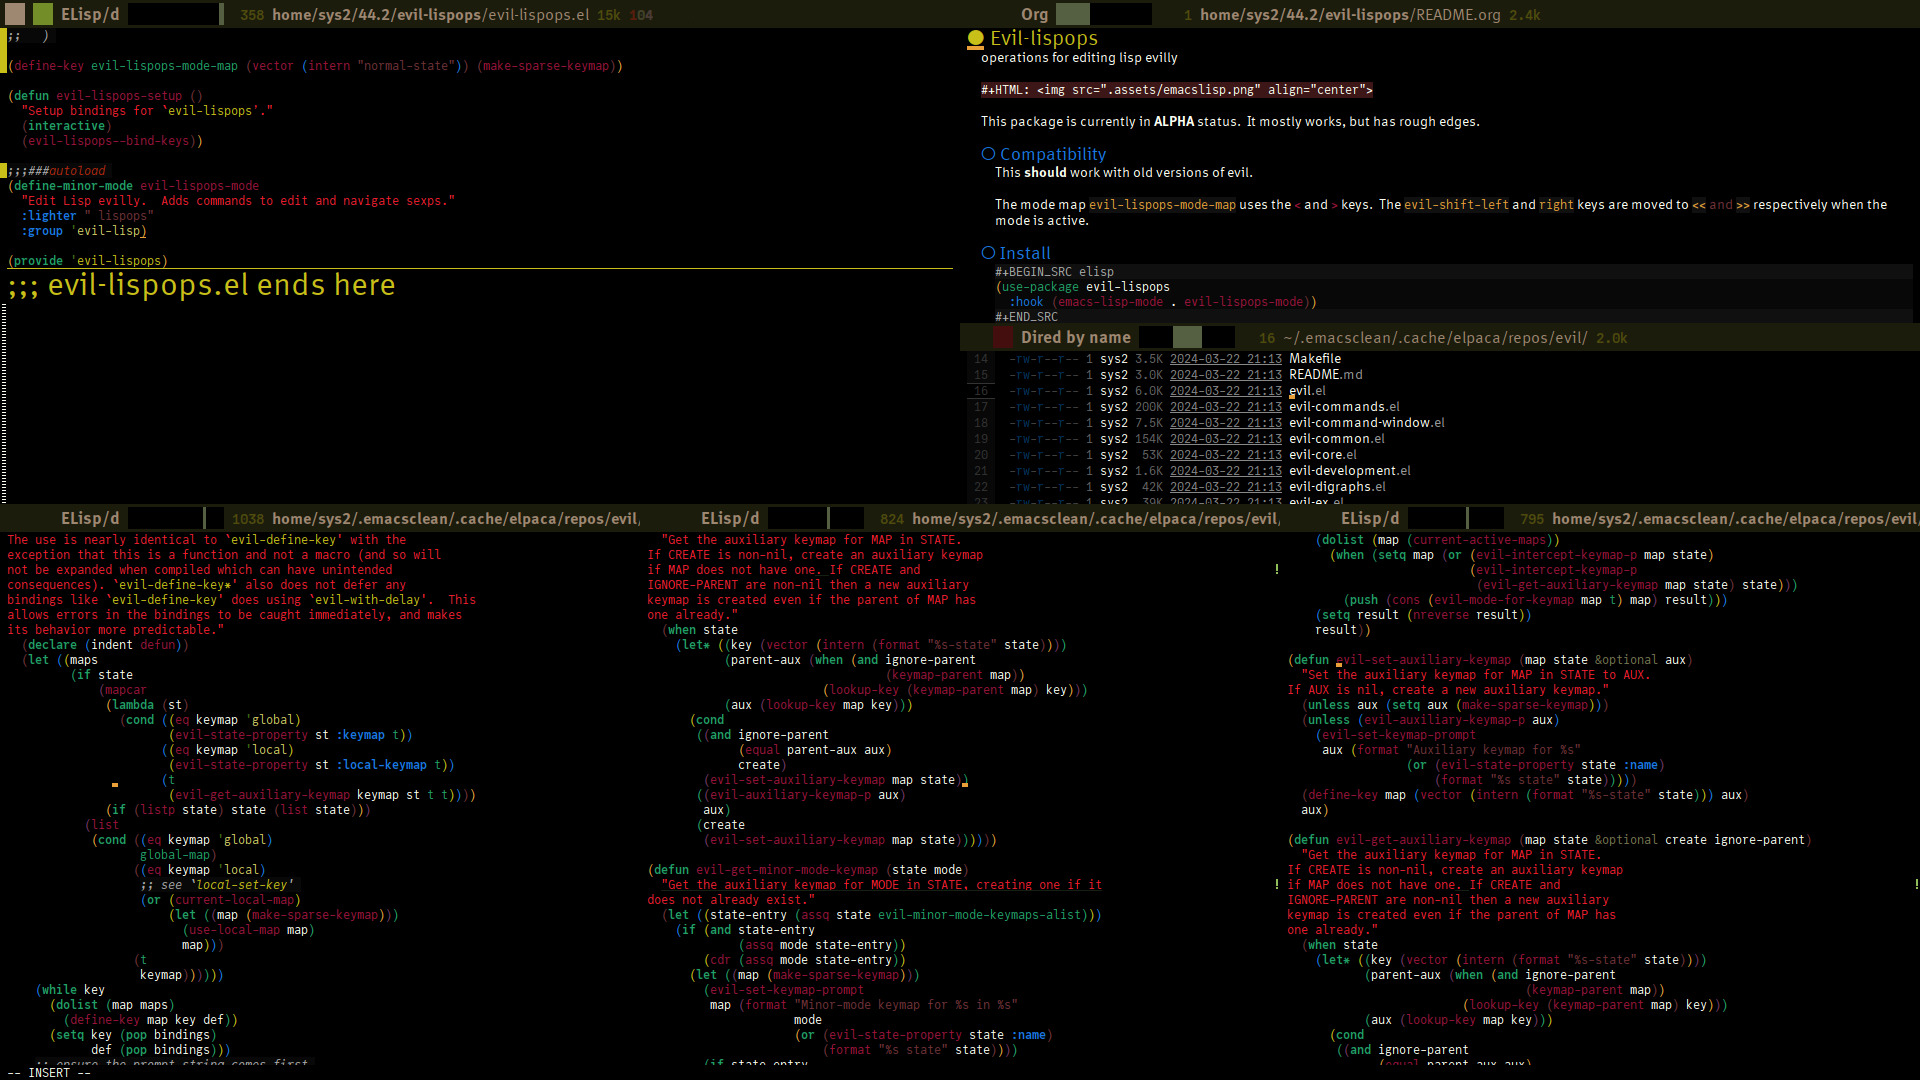 ELisp/d 358 home/sys2/44.2/evil-lispops/evil-lispops.el 15k 104
;;   )
(define-key evil-lispops-mode-map (vector (intern "normal-state")) (make-sparse-keymap))
(defun evil-lispops-setup ()
  "Setup bindings for `evil-lispops'."
  (interactive)
  (evil-lispops--bind-keys))
;;;###autoload
(define-minor-mode evil-lispops-mode
  "Edit Lisp evilly.  Adds commands to edit and navigate sexps."
  :lighter " lispops"
  :group 'evil-lisp)
(provide 'evil-lispops)
;;; evil-lispops.el ends here
Org 1 home/sys2/44.2/evil-lispops/README.org 2.4k
Evil-lispops
operations for editing lisp evilly
#+HTML: <img src=".assets/emacslisp.png" align="center">
This package is currently in ALPHA status.  It mostly works, but has rough edges.
Compatibility
This should work with old versions of evil.
The mode map evil-lispops-mode-map uses the < and > keys.  The evil-shift-left and right keys are moved to << and >> respectively when the
mode is active.
Install
#+BEGIN_SRC elisp
(use-package evil-lispops
  :hook (emacs-lisp-mode . evil-lispops-mode))
#+END_SRC
Dired by name 16 ~/.emacsclean/.cache/elpaca/repos/evil/ 2.0k
14 -rw-r--r-- 1 sys2 3.5K 2024-03-22 21:13 Makefile
15 -rw-r--r-- 1 sys2 3.0K 2024-03-22 21:13 README.md
16 -rw-r--r-- 1 sys2 6.0K 2024-03-22 21:13 evil.el
17 -rw-r--r-- 1 sys2 200K 2024-03-22 21:13 evil-commands.el
18 -rw-r--r-- 1 sys2 7.5K 2024-03-22 21:13 evil-command-window.el
19 -rw-r--r-- 1 sys2 154K 2024-03-22 21:13 evil-common.el
20 -rw-r--r-- 1 sys2 53K 2024-03-22 21:13 evil-core.el
21 -rw-r--r-- 1 sys2 1.6K 2024-03-22 21:13 evil-development.el
22 -rw-r--r-- 1 sys2 42K 2024-03-22 21:13 evil-digraphs.el
23 -rw-r--r-- 1 sys2 39K 2024-03-22 21:13 evil-ex.el
ELisp/d 1038 home/sys2/.emacsclean/.cache/elpaca/repos/evil/
The use is nearly identical to `evil-define-key' with the
exception that this is a function and not a macro (and so will
not be expanded when compiled which can have unintended
consequences). `evil-define-key*' also does not defer any
bindings like `evil-define-key' does using `evil-with-delay'.  This
allows errors in the bindings to be caught immediately, and makes
its behavior more predictable."
  (declare (indent defun))
  (let ((maps
         (if state
             (mapcar
              (lambda (st)
                (cond ((eq keymap 'global)
                       (evil-state-property st :keymap t))
                      ((eq keymap 'local)
                       (evil-state-property st :local-keymap t))
                      (t
                       (evil-get-auxiliary-keymap keymap st t t))))
              (if (listp state) state (list state)))
           (list
            (cond ((eq keymap 'global)
                   global-map)
                  ((eq keymap 'local)
                   ;; see `local-set-key'
                   (or (current-local-map)
                       (let ((map (make-sparse-keymap)))
                         (use-local-map map)
                         map)))
                  (t
                   keymap))))))
    (while key
      (dolist (map maps)
        (define-key map key def))
      (setq key (pop bindings)
            def (pop bindings)))
    ;; ensure the prompt string comes first
ELisp/d 824 home/sys2/.emacsclean/.cache/elpaca/repos/evil/
  "Get the auxiliary keymap for MAP in STATE.
If CREATE is non-nil, create an auxiliary keymap
if MAP does not have one. If CREATE and
IGNORE-PARENT are non-nil then a new auxiliary
keymap is created even if the parent of MAP has
one already."
  (when state
    (let* ((key (vector (intern (format "%s-state" state))))
           (parent-aux (when (and ignore-parent
                                  (keymap-parent map))
                         (lookup-key (keymap-parent map) key)))
           (aux (lookup-key map key)))
      (cond
       ((and ignore-parent
             (equal parent-aux aux)
             create)
        (evil-set-auxiliary-keymap map state))
       ((evil-auxiliary-keymap-p aux)
        aux)
       (create
        (evil-set-auxiliary-keymap map state))))))
(defun evil-get-minor-mode-keymap (state mode)
  "Get the auxiliary keymap for MODE in STATE, creating one if it
does not already exist."
  (let ((state-entry (assq state evil-minor-mode-keymaps-alist)))
    (if (and state-entry
             (assq mode state-entry))
        (cdr (assq mode state-entry))
      (let ((map (make-sparse-keymap)))
        (evil-set-keymap-prompt
         map (format "Minor-mode keymap for %s in %s"
                     mode
                     (or (evil-state-property state :name)
                         (format "%s state" state))))
        (if state-entry
ELisp/d 795 home/sys2/.emacsclean/.cache/elpaca/repos/evil
    (dolist (map (current-active-maps))
      (when (setq map (or (evil-intercept-keymap-p map state)
!                         (evil-intercept-keymap-p
                           (evil-get-auxiliary-keymap map state) state)))
        (push (cons (evil-mode-for-keymap map t) map) result)))
    (setq result (nreverse result))
    result))
(defun evil-set-auxiliary-keymap (map state &optional aux)
  "Set the auxiliary keymap for MAP in STATE to AUX.
If AUX is nil, create a new auxiliary keymap."
  (unless aux (setq aux (make-sparse-keymap)))
  (unless (evil-auxiliary-keymap-p aux)
    (evil-set-keymap-prompt
     aux (format "Auxiliary keymap for %s"
                 (or (evil-state-property state :name)
                     (format "%s state" state)))))
  (define-key map (vector (intern (format "%s-state" state))) aux)
  aux)
(defun evil-get-auxiliary-keymap (map state &optional create ignore-parent)
  "Get the auxiliary keymap for MAP in STATE.
If CREATE is non-nil, create an auxiliary keymap
! if MAP does not have one. If CREATE and !
IGNORE-PARENT are non-nil then a new auxiliary
keymap is created even if the parent of MAP has
one already."
  (when state
    (let* ((key (vector (intern (format "%s-state" state))))
           (parent-aux (when (and ignore-parent
                                  (keymap-parent map))
                         (lookup-key (keymap-parent map) key)))
           (aux (lookup-key map key)))
      (cond
       ((and ignore-parent
             (equal parent-aux aux)
-- INSERT --